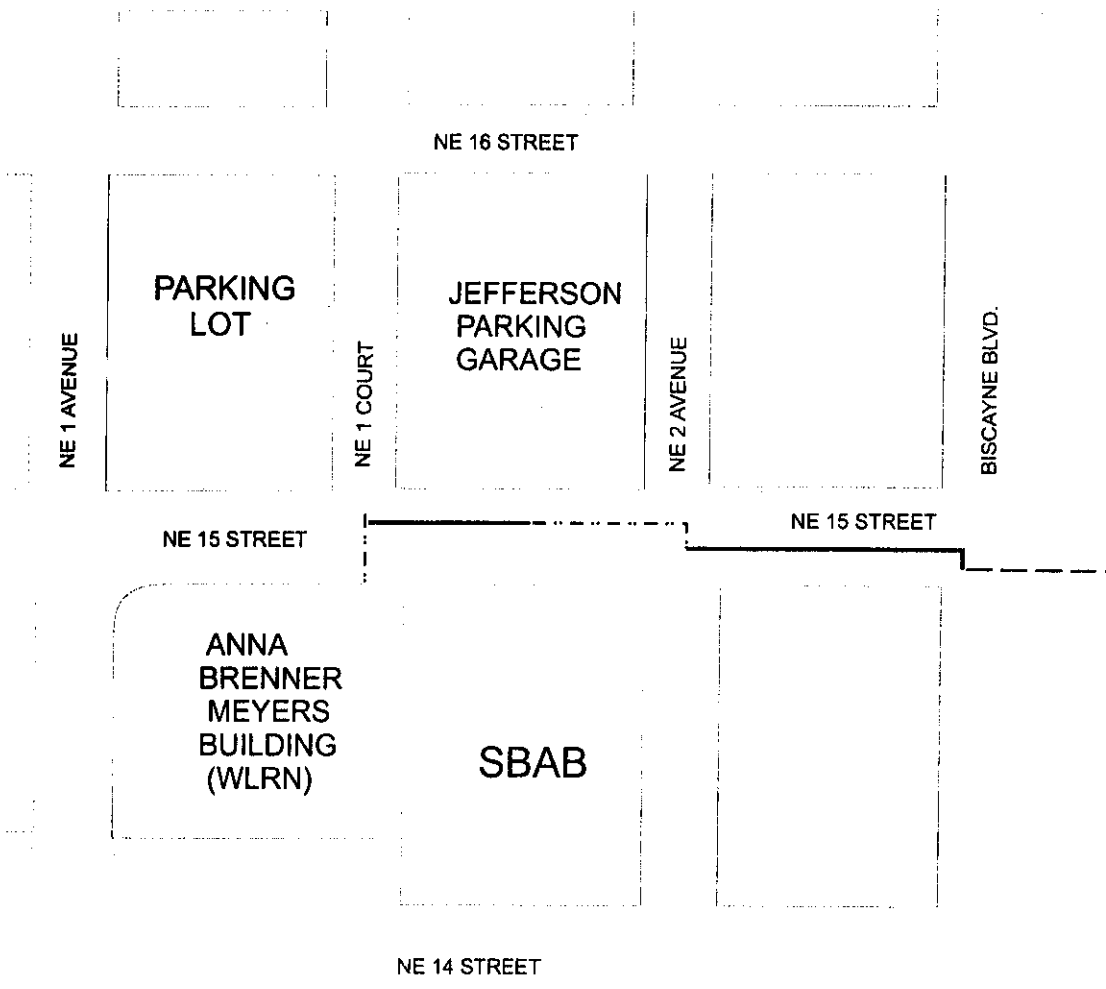 NE 16 STREET
PARKING
LOT
JEFFERSON
PARKING
GARAGE
NE 1 AVENUE
NE 1 COURT
NE 2 AVENUE
BISCAYNE BLVD.
NE 15 STREET
NE 15 STREET
ANNA
BRENNER
MEYERS
BUILDING
(WLRN)
SBAB
NE 14 STREET